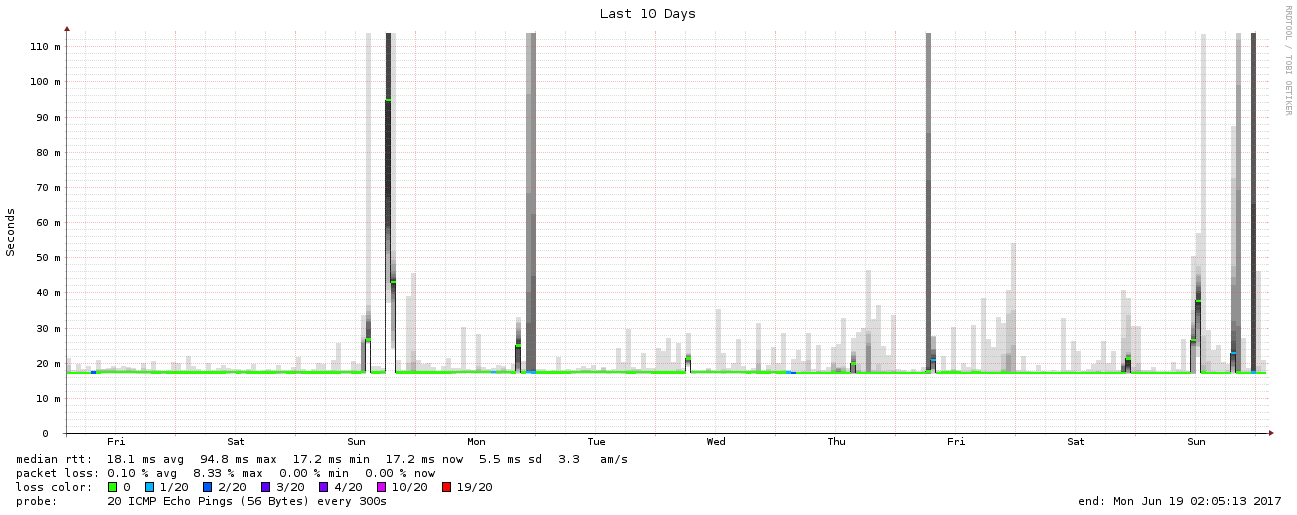 Last 10 Days
RRDTOOL / TOBI OETIKER
Seconds
110 m
100 m
90 m
80 m
70 m
60 m
50 m
40 m
30 m
20 m
10 m
0
Fri Sat Sun Mon Tue Wed Thu Fri Sat Sun
median rtt: 18.1 ms avg 94.8 ms max 17.2 ms min 17.2 ms now 5.5 ms sd 3.3 am/s
packet loss: 0.10 % avg 8.33 % max 0.00 % min 0.00 % now
loss color: 0 1/20 2/20 3/20 4/20 10/20 19/20
probe: 20 ICMP Echo Pings (56 Bytes) every 300s end: Mon Jun 19 02:05:13 2017